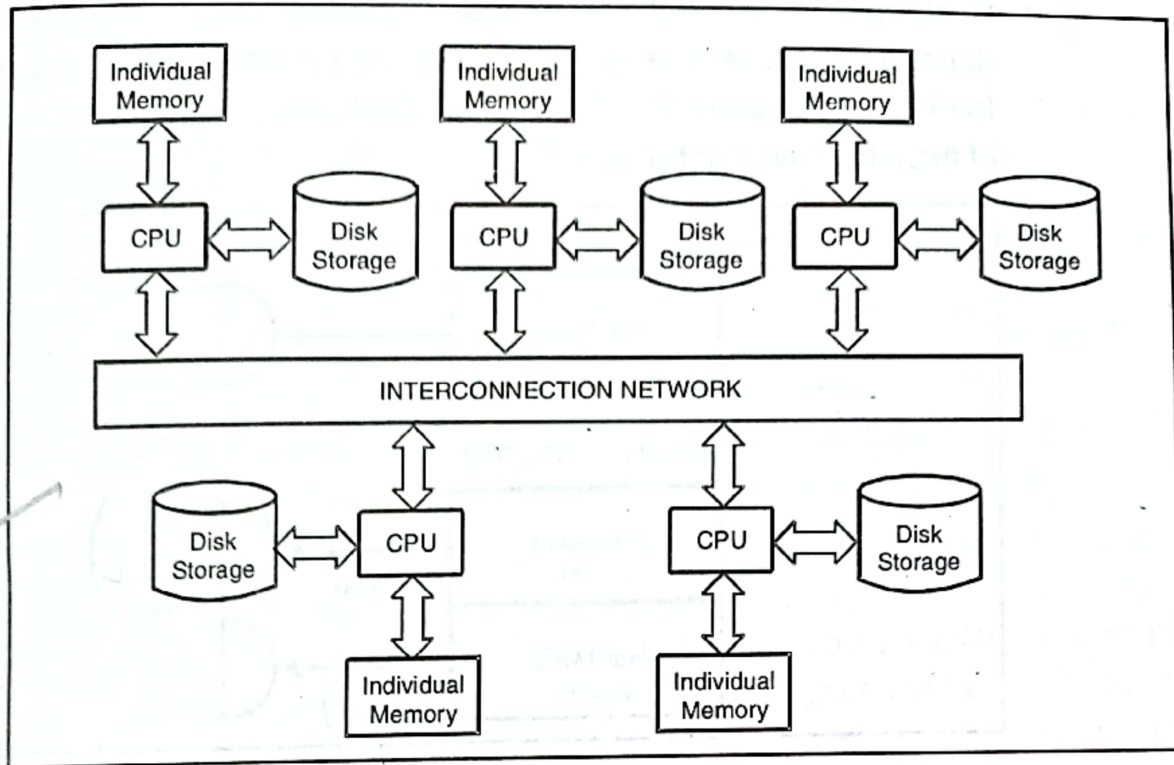 Individual
Memory
Individual
Memory
Individual
Memory
CPU
Disk
Storage
CPU
Disk
Storage
CPU
Disk
Storage
INTERCONNECTION NETWORK
Disk
Storage
CPU
CPU
Disk
Storage
Individual
Memory
Individual
Memory